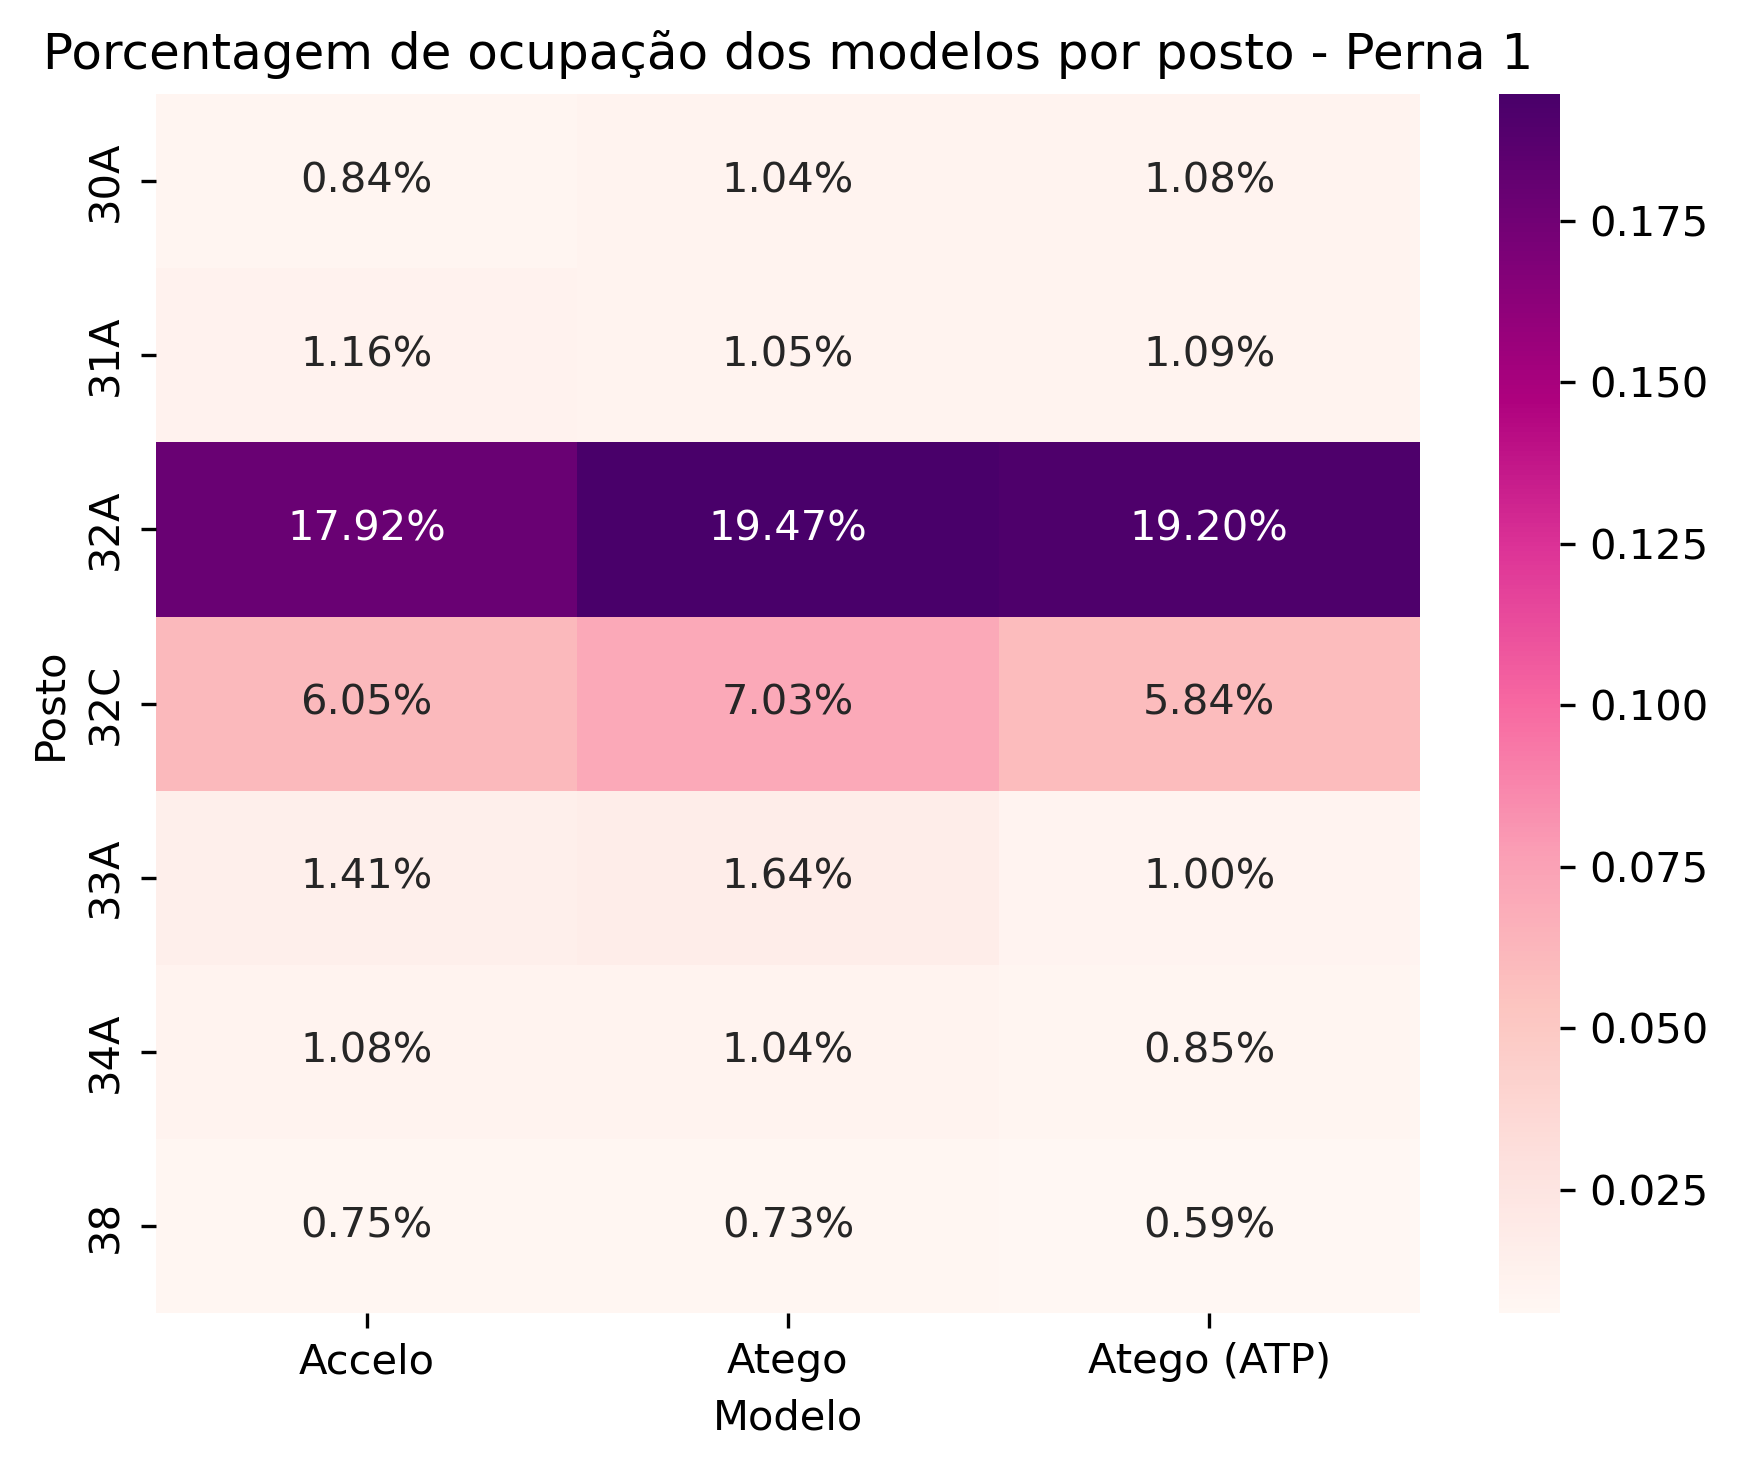 Porcentagem de ocupação dos modelos por posto - Perna 1
Posto
30A 0.84% 1.04% 1.08%
31A 1.16% 1.05% 1.09%
32A 17.92% 19.47% 19.20%
32C 6.05% 7.03% 5.84%
33A 1.41% 1.64% 1.00%
34A 1.08% 1.04% 0.85%
38 0.75% 0.73% 0.59%
Accelo Atego Atego (ATP)
Modelo
0.175
0.150
0.125
0.100
0.075
0.050
0.025